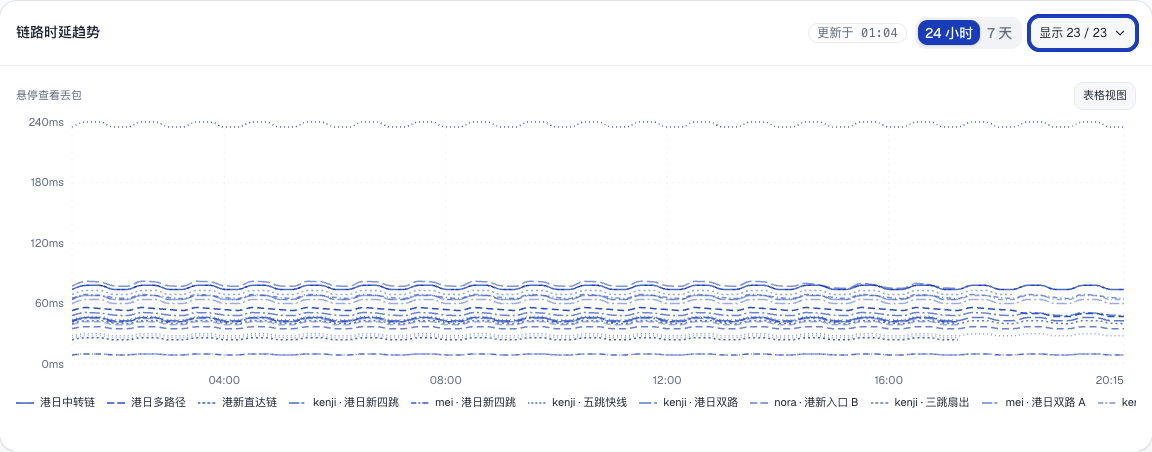 链路时延趋势
更新于 01:04
24 小时
7 天
显示 23 / 23
悬停查看丢包
表格视图
240ms
180ms
120ms
60ms
0ms
04:00
08:00
12:00
16:00
20:15
港日中转链
港日多路径
港新直达链
kenji · 港日新四跳
mei · 港日新四跳
kenji · 五跳快线
kenji · 港日双路
nora · 港新入口 B
kenji · 三跳扇出
mei · 港日双路 A